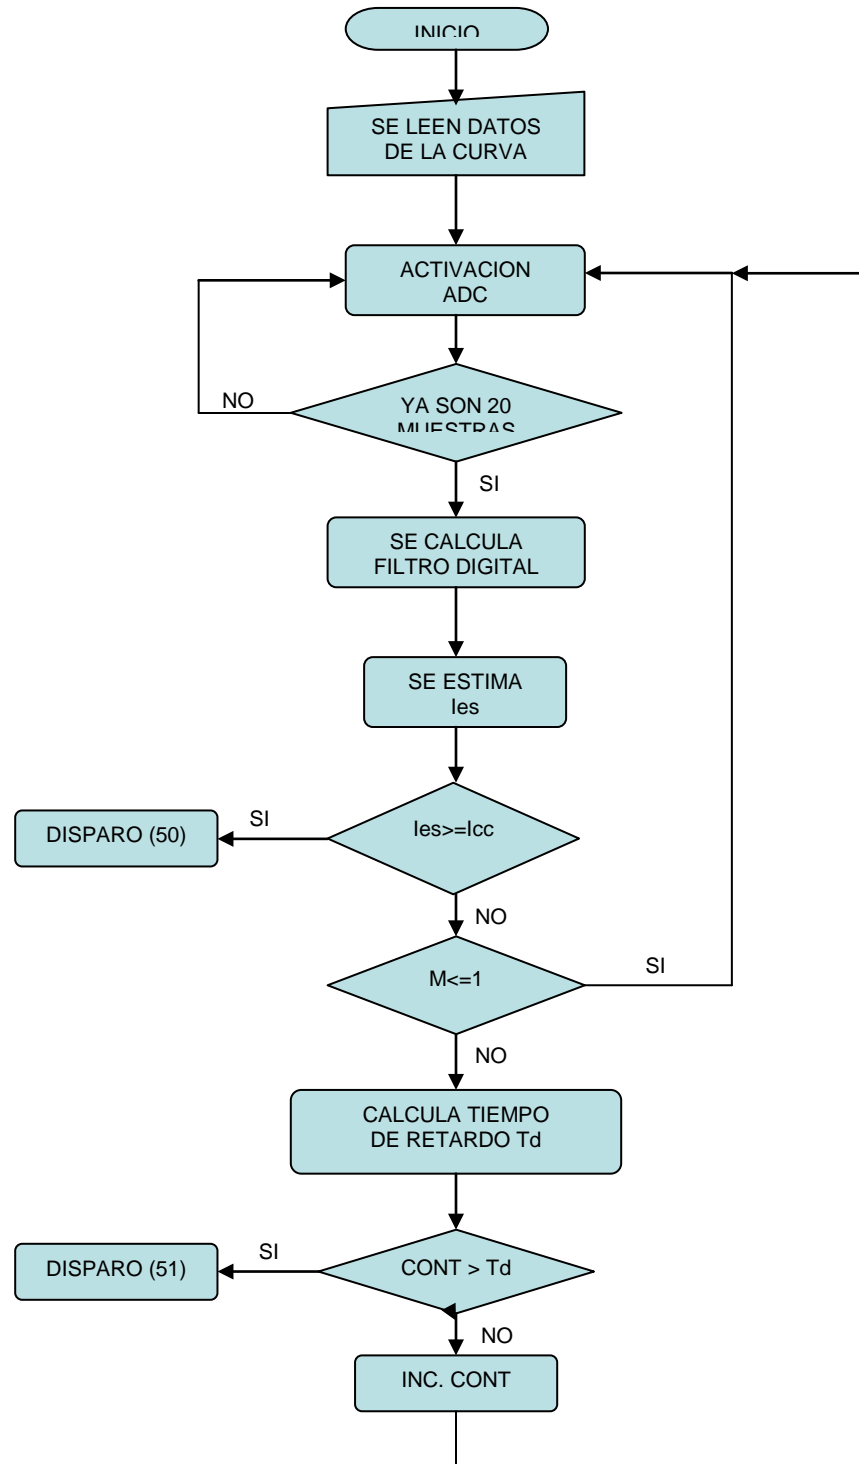 INICIO
SE LEEN DATOS
DE LA CURVA
ACTIVACION
ADC
NO
YA SON 20
MUESTRAS
SI
SE CALCULA
FILTRO DIGITAL
SE ESTIMA
Ies
SI
DISPARO (50)
Ies>=Icc
NO
M<=1
SI
NO
CALCULA TIEMPO
DE RETARDO Td
SI
DISPARO (51)
CONT > Td
NO
INC. CONT